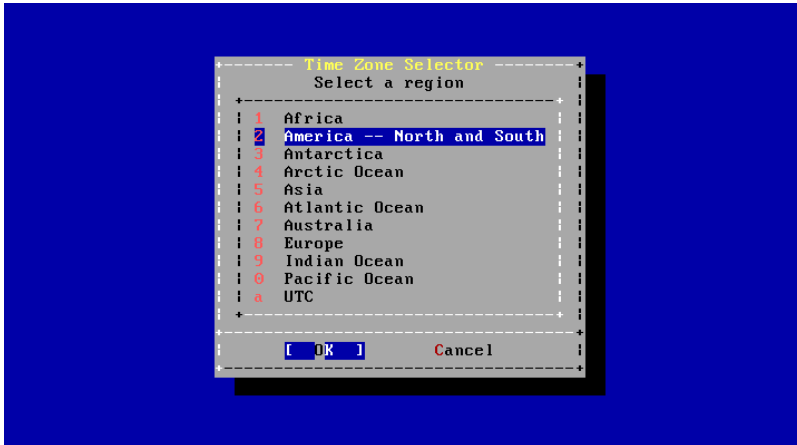 Time Zone Selector
Select a region
1 Africa
2 America -- North and South
3 Antarctica
4 Arctic Ocean
5 Asia
6 Atlantic Ocean
7 Australia
8 Europe
9 Indian Ocean
0 Pacific Ocean
a UTC
[ OK ] Cancel